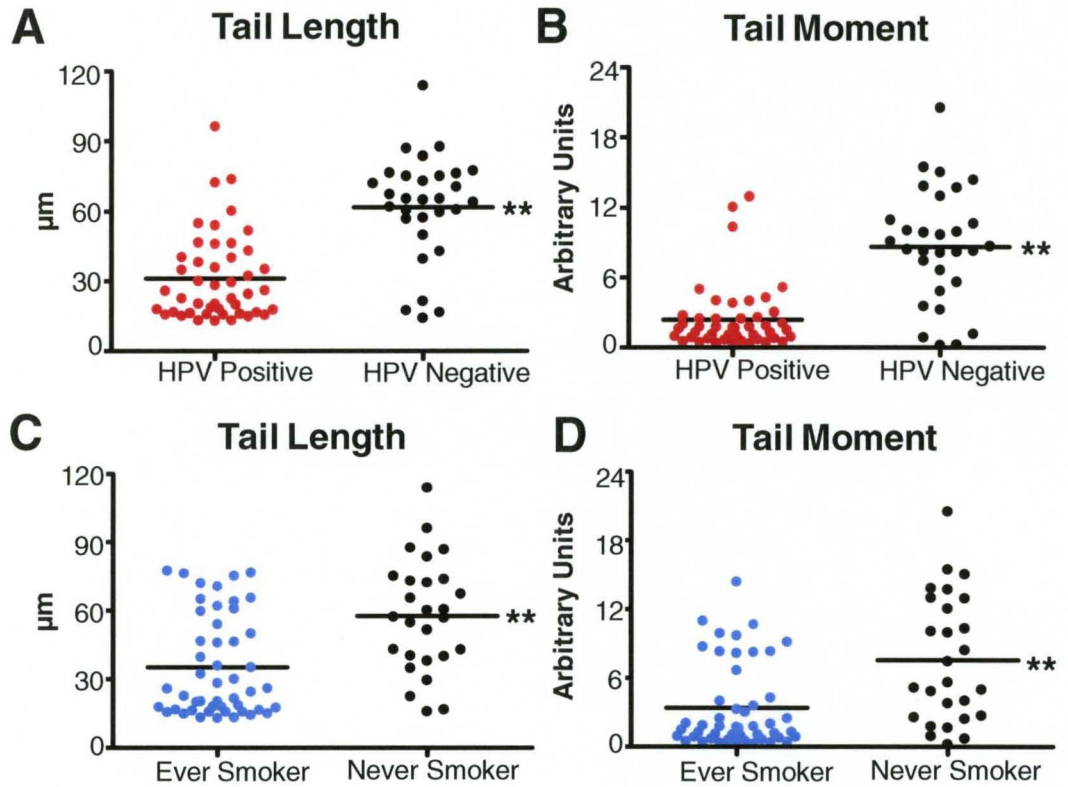 A Tail Length
B Tail Moment
120
90
60
30
0
µm
**
HPV Positive HPV Negative
24
18
12
6
0
Arbitrary Units
**
HPV Positive HPV Negative
C Tail Length
D Tail Moment
120
90
60
30
0
µm
**
Ever Smoker Never Smoker
24
18
12
6
0
Arbitrary Units
**
Ever Smoker Never Smoker